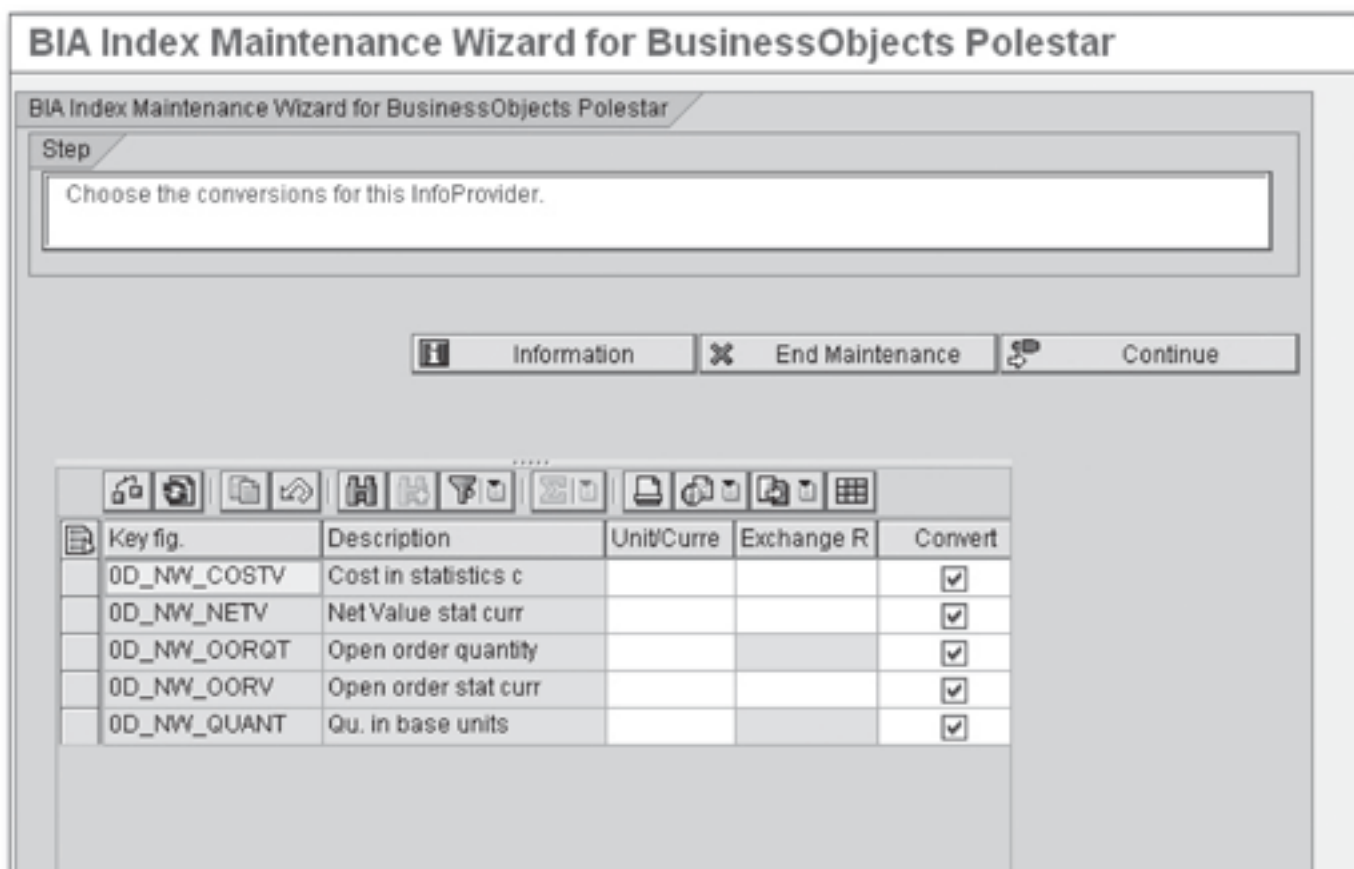 BIA Index Maintenance Wizard for BusinessObjects Polestar
BIA Index Maintenance Wizard for BusinessObjects Polestar
Step
Choose the conversions for this InfoProvider.
Information End Maintenance Continue
Key fig. Description Unit/Curre Exchange R Convert
0D_NW_COSTV Cost in statistics c
0D_NW_NETV Net Value stat curr
0D_NW_OORQT Open order quantity
0D_NW_OORV Open order stat curr
0D_NW_QUANT Qu. in base units